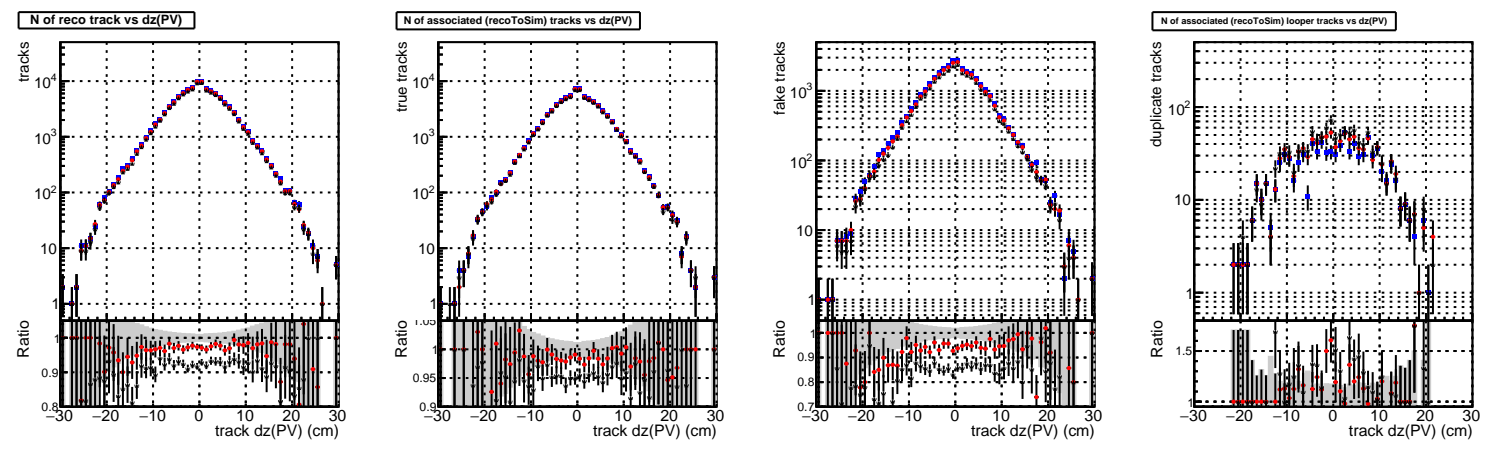 N of reco track vs dz(PV)
tracks
10⁴
10³
10²
10
1
Ratio
1
0.9
0.8
−30 −20 −10 0 10 20 30
track dz(PV) (cm)
N of associated (recoToSim) tracks vs dz(PV)
true tracks
10⁴
10³
10²
10
1
Ratio
1.05
1
0.95
0.9
−30 −20 −10 0 10 20 30
track dz(PV) (cm)
fake tracks
10³
10²
10
1
Ratio
1
0.9
0.8
0.7
−30 −20 −10 0 10 20 30
track dz(PV) (cm)
N of associated (recoToSim) looper tracks vs dz(PV)
duplicate tracks
10²
10
1
Ratio
1.5
1
−30 −20 −10 0 10 20 30
track dz(PV) (cm)